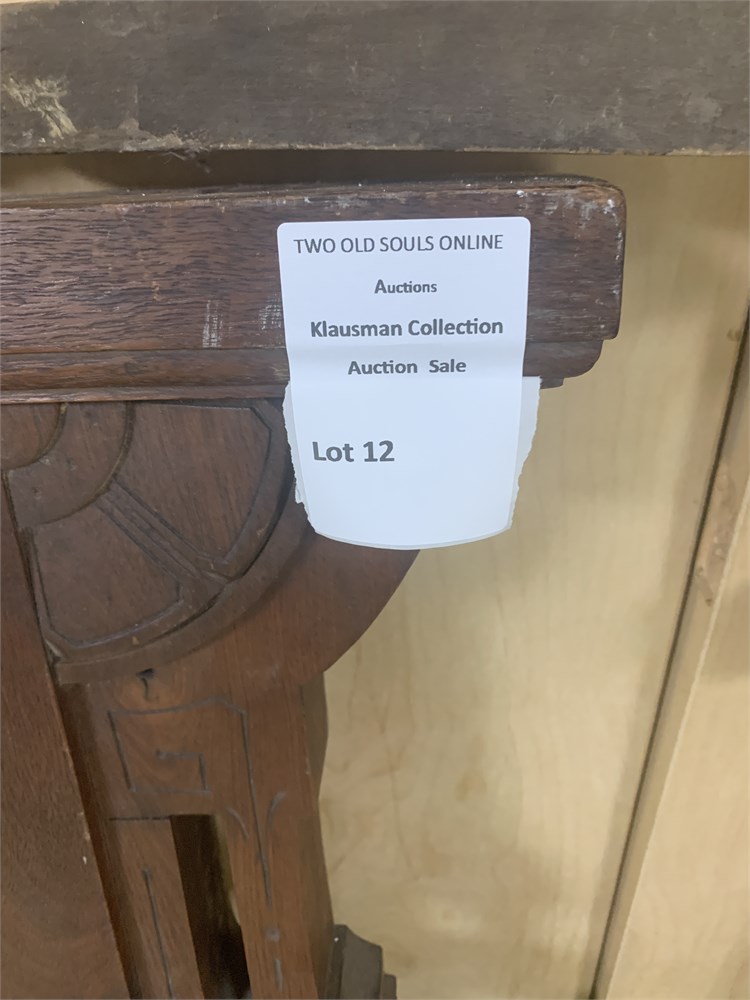 TWO OLD SOULS ONLINE
Auctions
Klausman Collection
Auction Sale
Lot 12